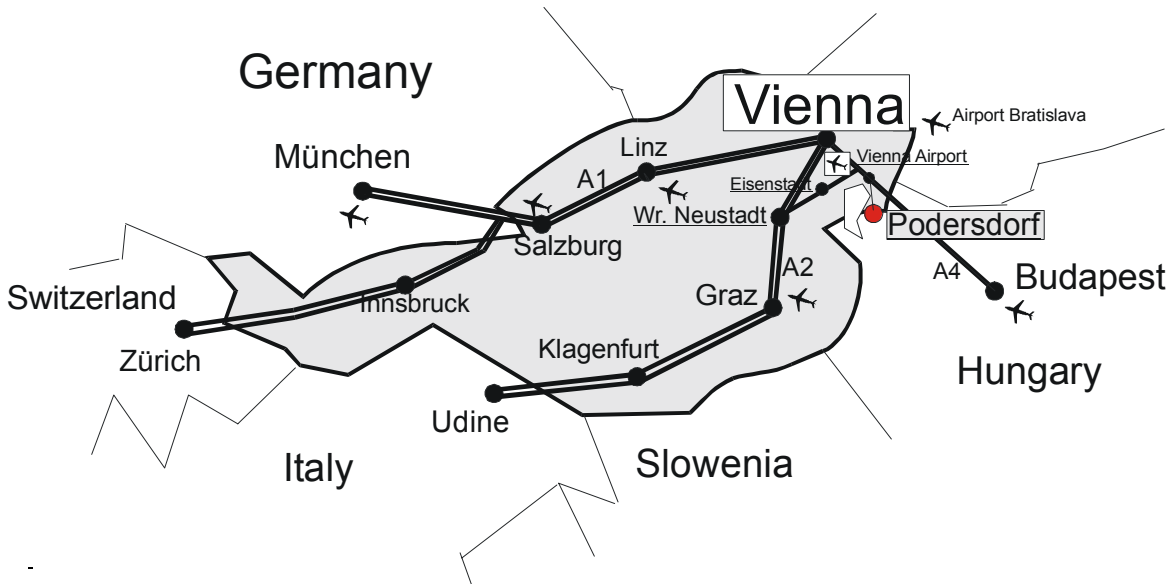 Germany
Vienna
Airport Bratislava
München
Linz
Vienna Airport
A1
Eisenstadt
Wr. Neustadt
Podersdorf
Salzburg
A2
A4
Budapest
Switzerland
Innsbruck
Graz
Zürich
Klagenfurt
Hungary
Udine
Italy
Slowenia
-